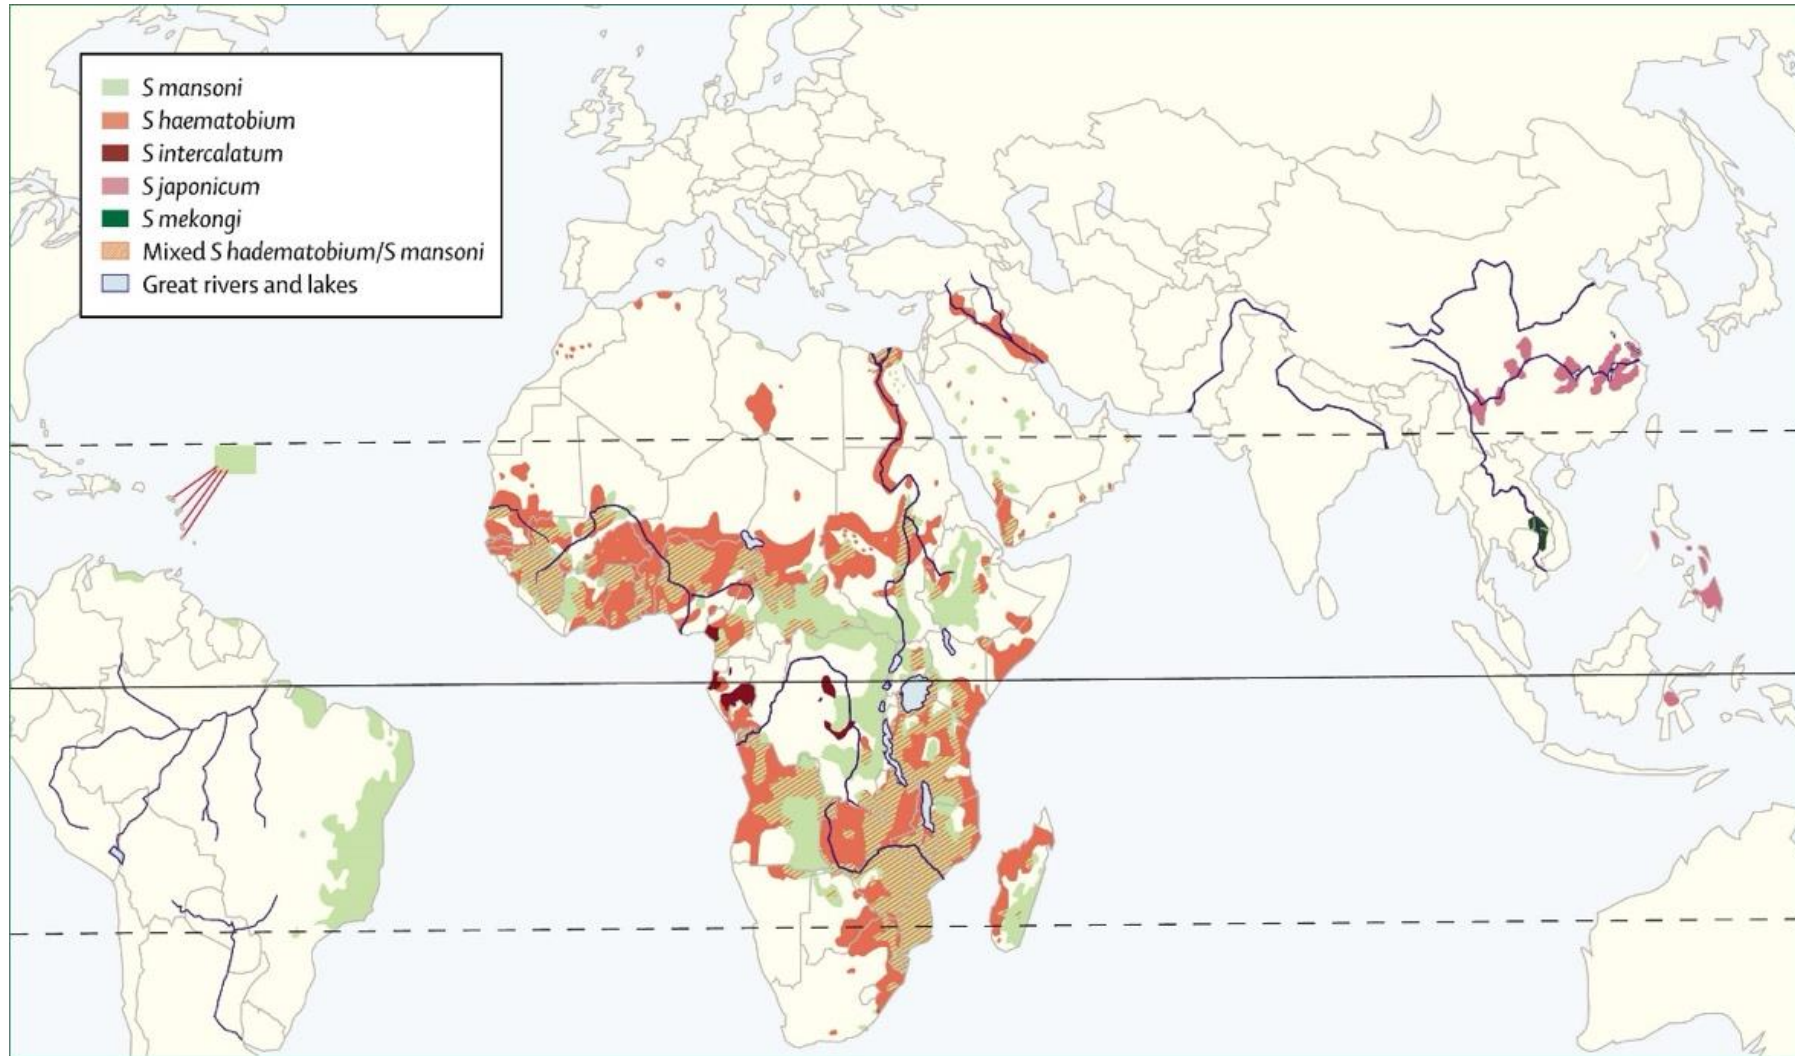 S mansoni
S haematobium
S intercalatum
S japonicum
S mekongi
Mixed S hadematobium/S mansoni
Great rivers and lakes